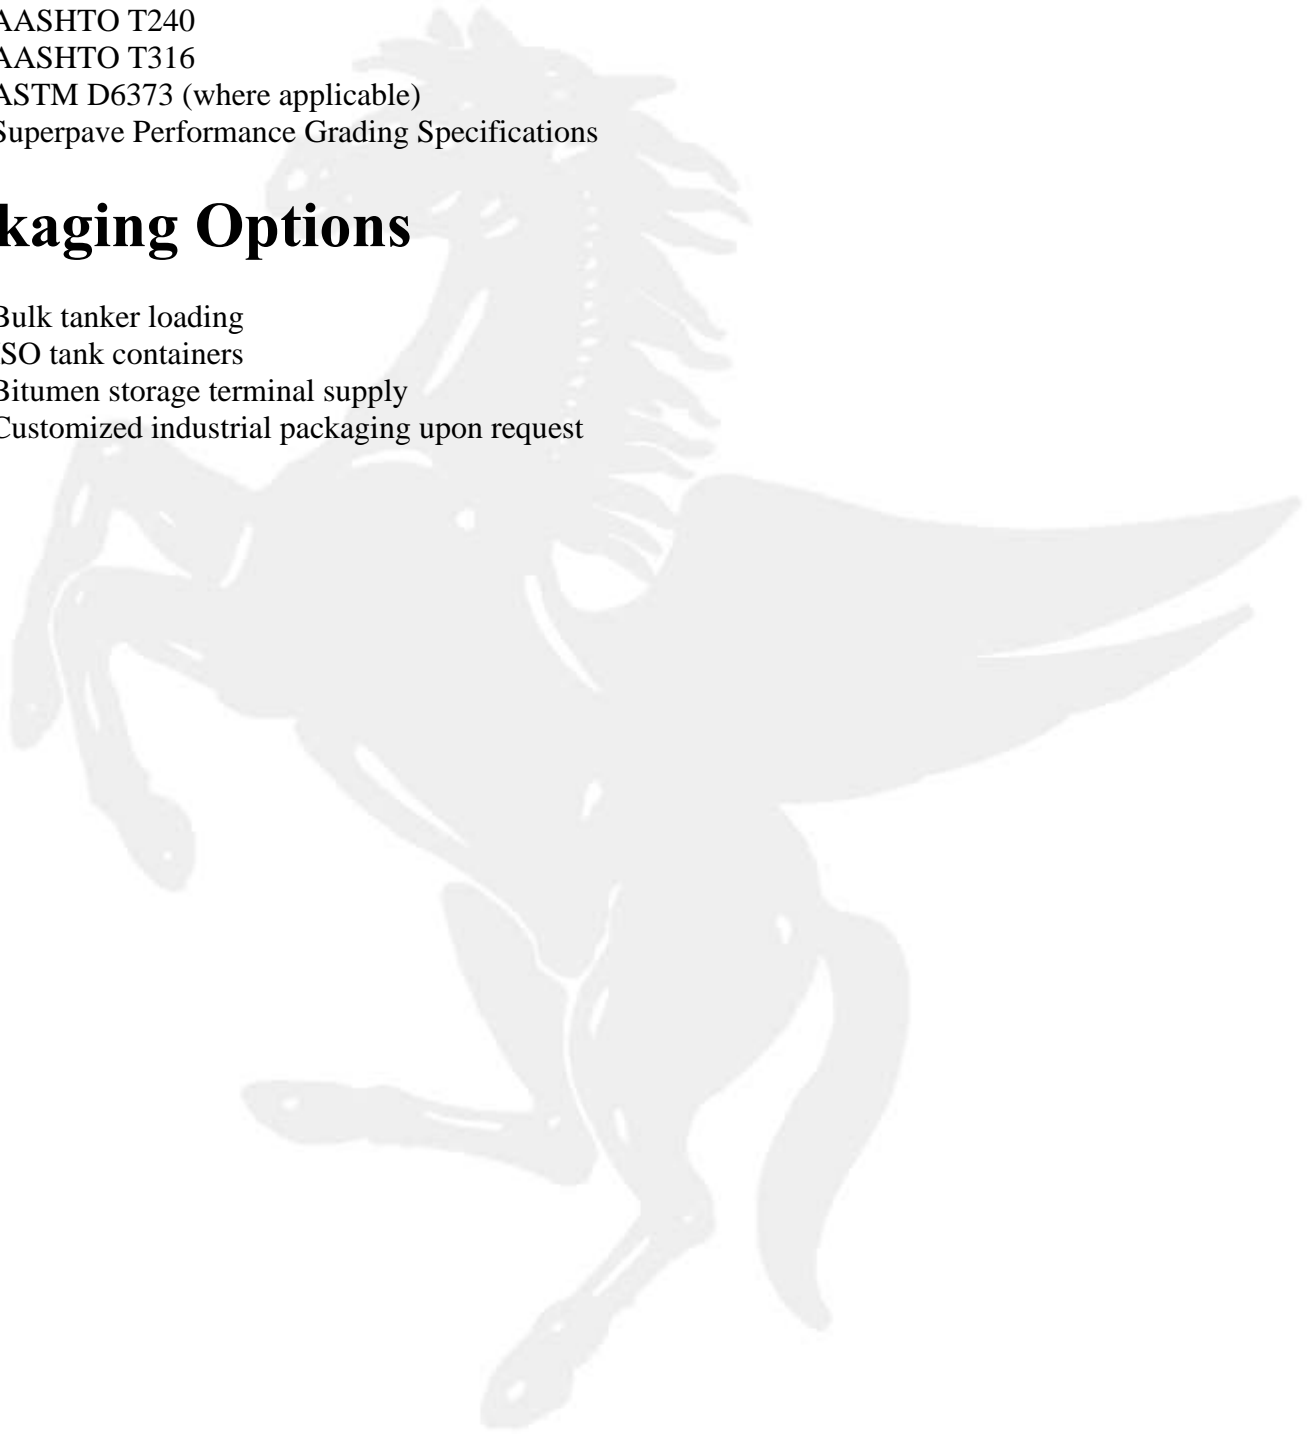 AASHTO T240
AASHTO T316
ASTM D6373 (where applicable)
Superpave Performance Grading Specifications
kaging Options
Bulk tanker loading
SO tank containers
Bitumen storage terminal supply
Customized industrial packaging upon request